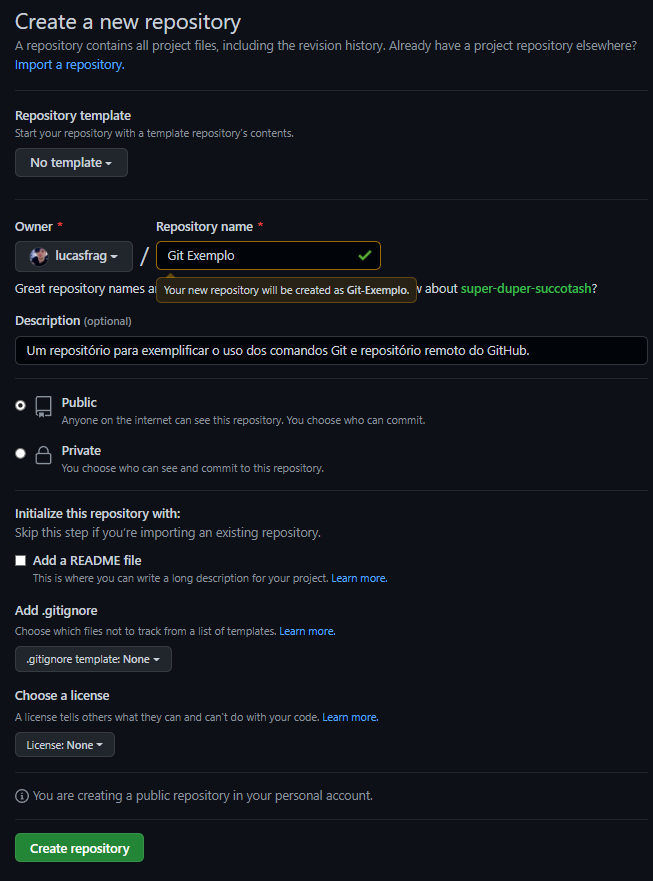 Create a new repository
A repository contains all project files, including the revision history. Already have a project repository elsewhere?
Import a repository.
Repository template
Start your repository with a template repository's contents.
No template
Owner *
Repository name *
lucasfrag
/
Git Exemplo
Your new repository will be created as Git-Exemplo.
Great repository names about super-duper-succotash?
Description (optional)
Um repositório para exemplificar o uso dos comandos Git e repositório remoto do GitHub.
Public
Anyone on the internet can see this repository. You choose who can commit.
Private
You choose who can see and commit to this repository.
Initialize this repository with:
Skip this step if you're importing an existing repository.
Add a README file
This is where you can write a long description for your project. Learn more.
Add .gitignore
Choose which files not to track from a list of templates. Learn more.
.gitignore template: None
Choose a license
A license tells others what they can and can't do with your code. Learn more.
License: None
You are creating a public repository in your personal account.
Create repository